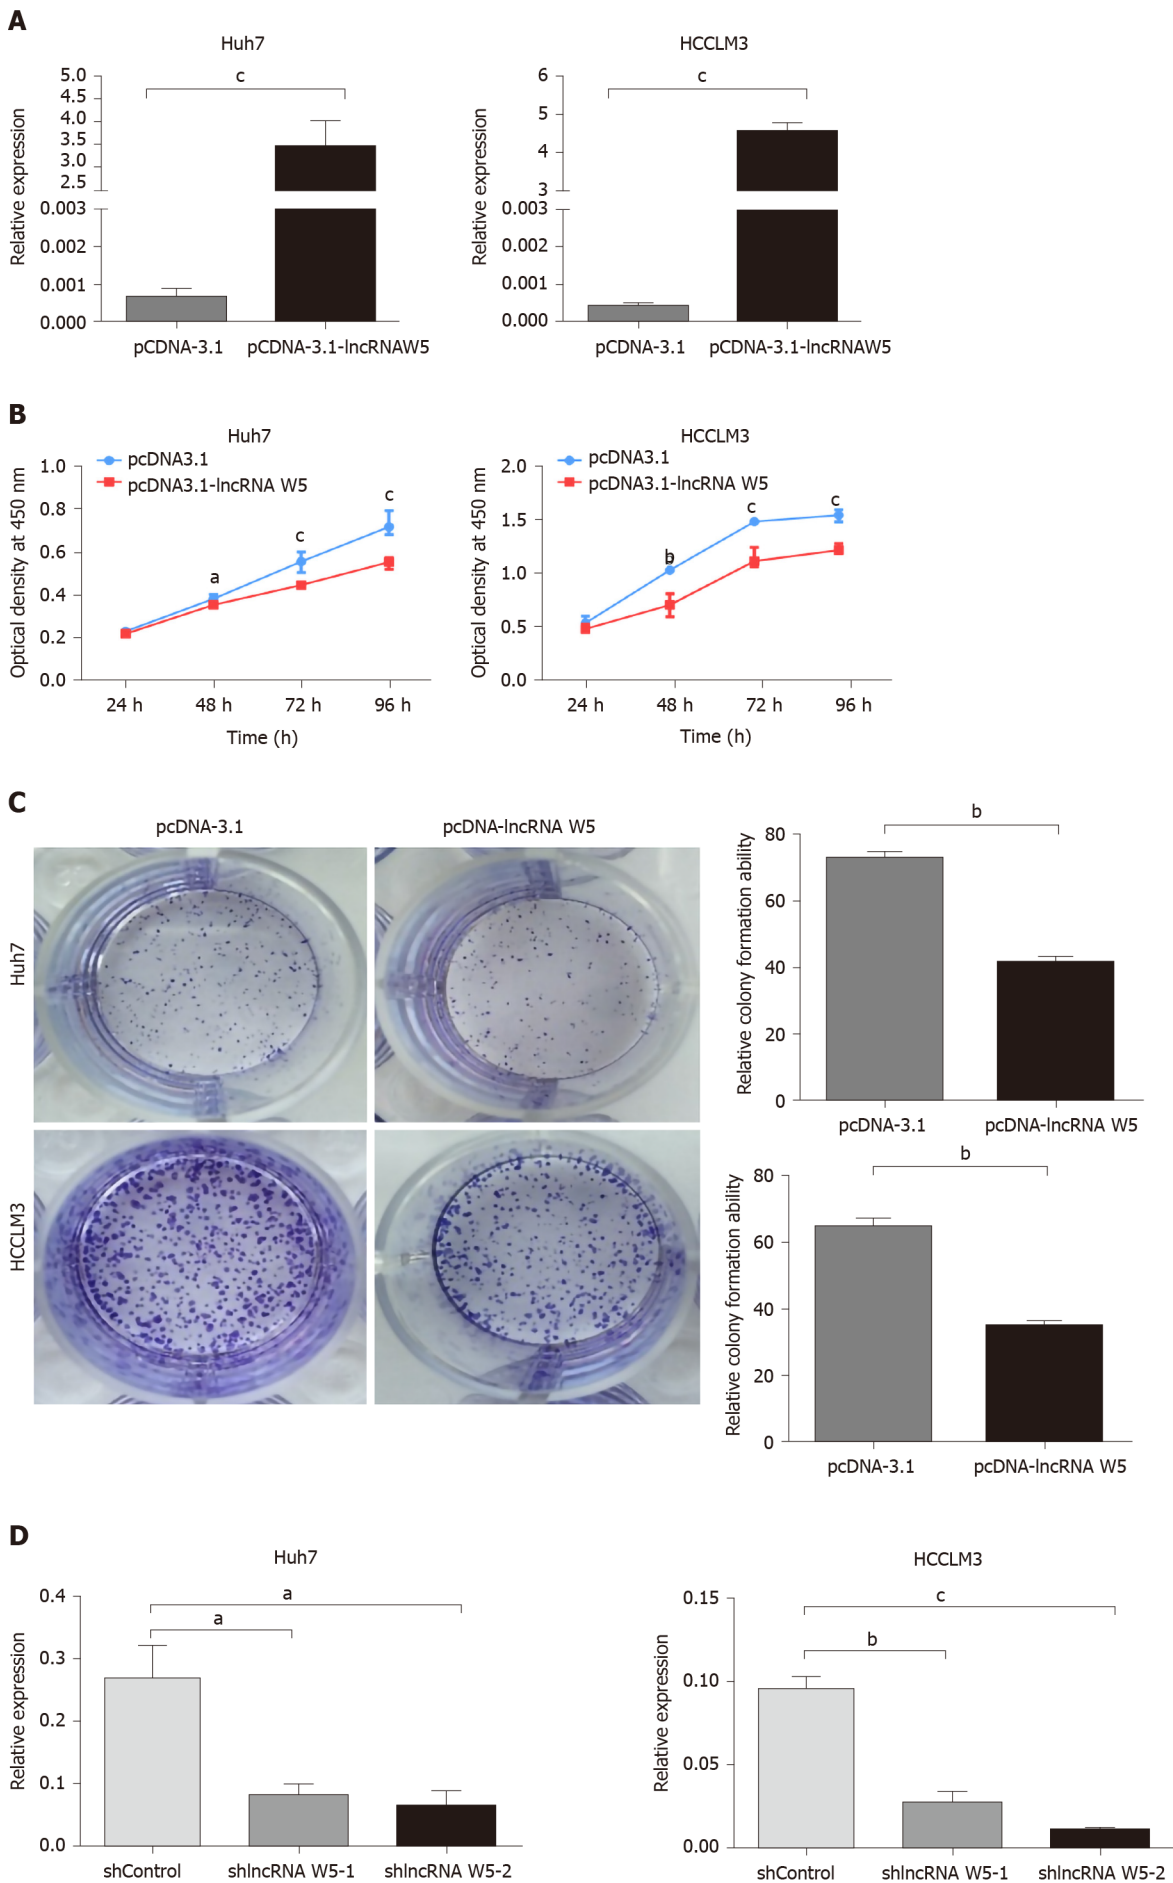 A
Huh7
HCCLM3
c
c
Relative expression
5.0
4.5
4.0
3.5
3.0
2.5
0.003
0.002
0.001
0.000
pCDNA-3.1
pCDNA-3.1-lncRNAW5
Relative expression
6
5
4
3
0.003
0.002
0.001
0.000
pCDNA-3.1
pCDNA-3.1-lncRNAW5
B
Huh7
Optical density at 450 nm
1.0
0.8
0.6
0.4
0.2
0.0
pcDNA3.1
pcDNA3.1-lncRNA W5
a
c
c
24 h
48 h
72 h
96 h
Time (h)
HCCLM3
Optical density at 450 nm
2.0
1.5
1.0
0.5
0.0
pcDNA3.1
pcDNA3.1-lncRNA W5
b
c
c
24 h
48 h
72 h
96 h
Time (h)
C
pcDNA-3.1
pcDNA-lncRNA W5
Huh7
HCCLM3
Relative colony formation ability
80
60
40
20
0
b
pcDNA-3.1
pcDNA-lncRNA W5
Relative colony formation ability
80
60
40
20
0
b
pcDNA-3.1
pcDNA-lncRNA W5
D
Huh7
Relative expression
0.4
0.3
0.2
0.1
0.0
a
a
shControl
shlncRNA W5-1
shlncRNA W5-2
HCCLM3
Relative expression
0.15
0.10
0.05
0.00
c
b
shControl
shlncRNA W5-1
shlncRNA W5-2